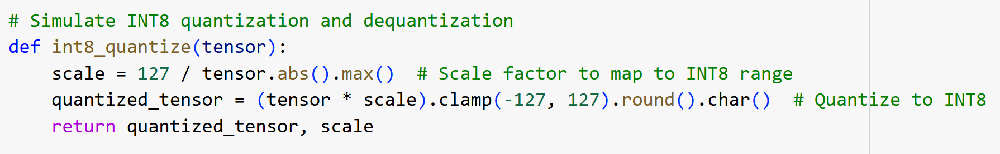 # Simulate INT8 quantization and dequantization
def int8_quantize(tensor):
    scale = 127 / tensor.abs().max()  # Scale factor to map to INT8 range
    quantized_tensor = (tensor * scale).clamp(-127, 127).round().char()  # Quantize to INT8
    return quantized_tensor, scale